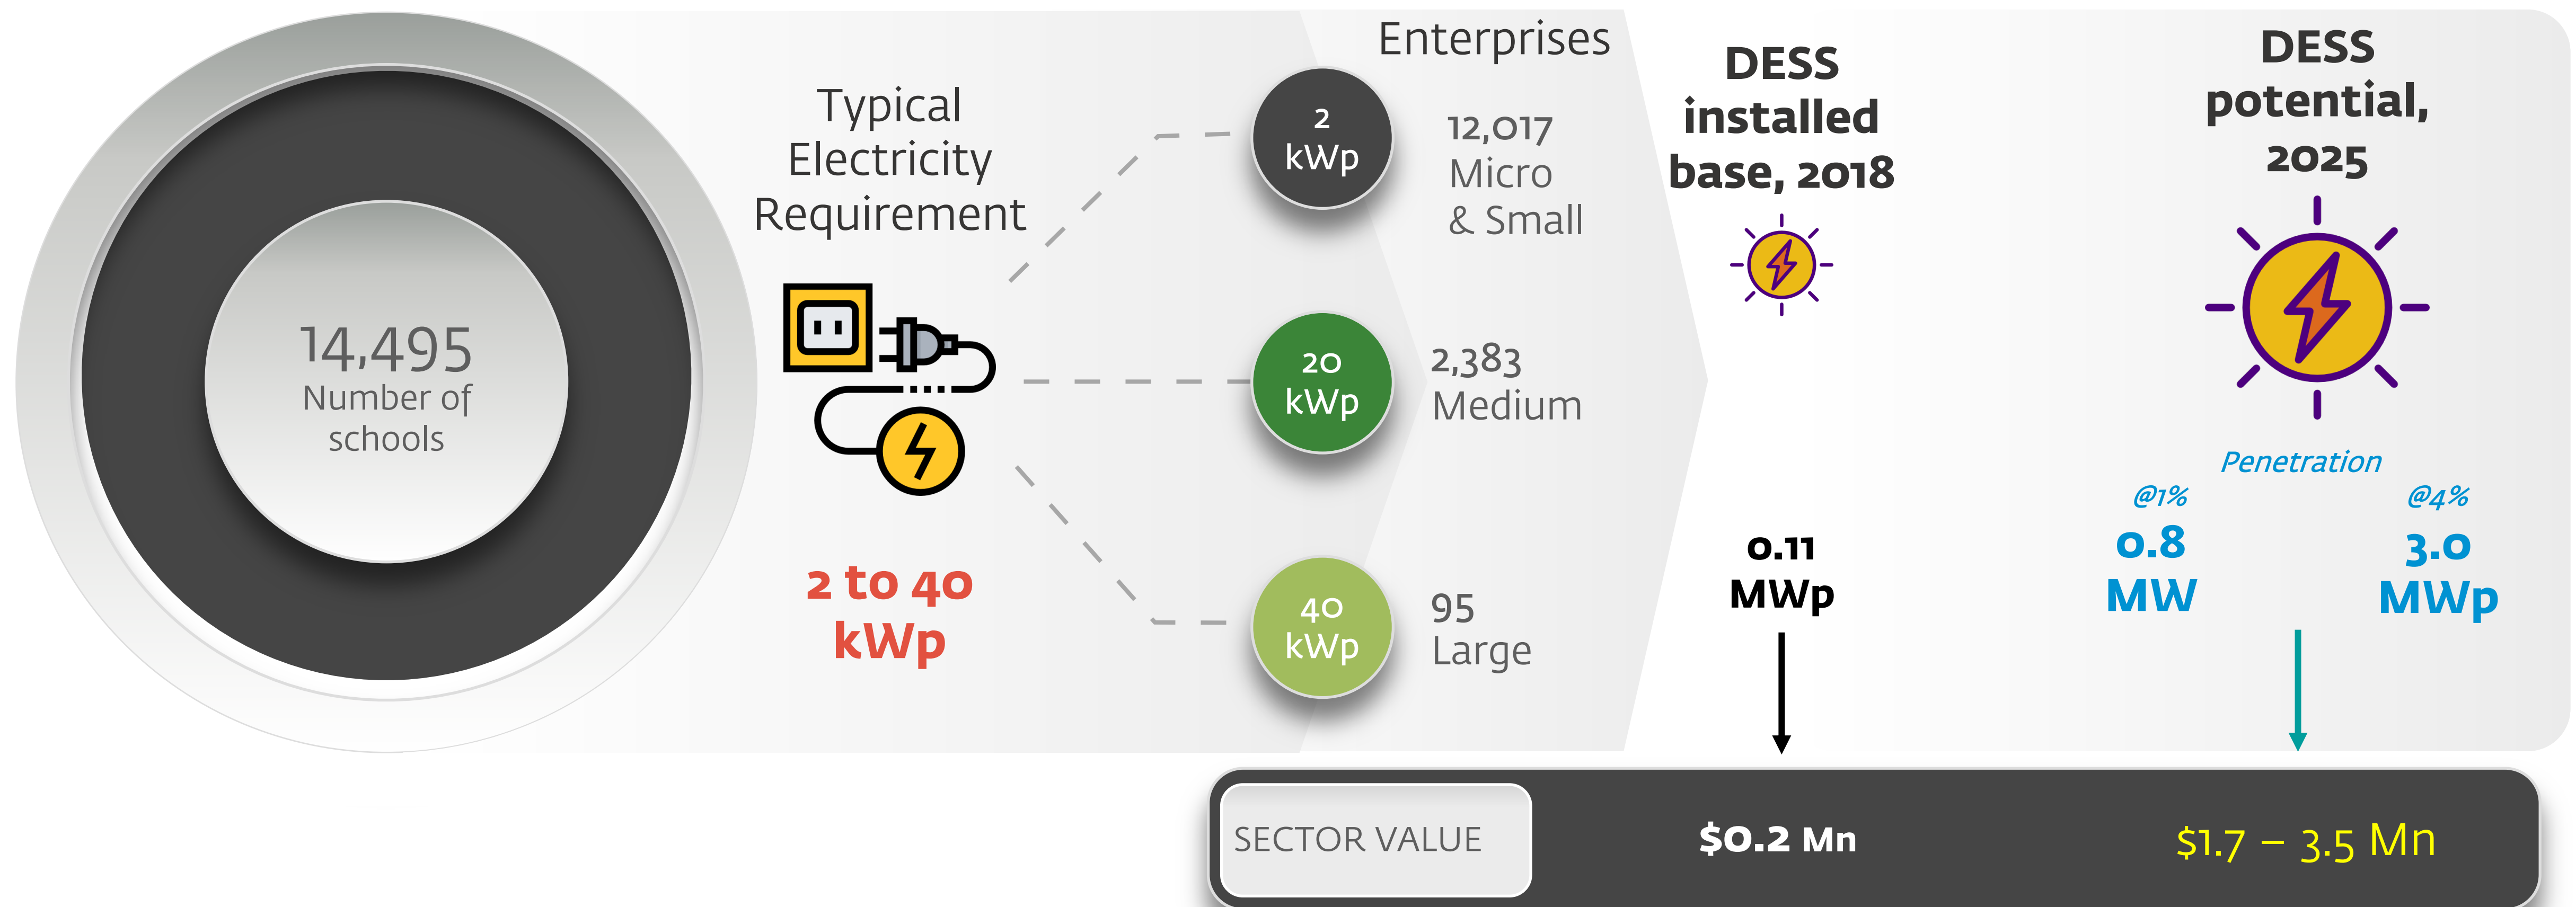 14,495
Number of
schools
Typical
Electricity
Requirement
2 to 40
kWp
Enterprises
2
kWp
12,017
Micro
& Small
20
kWp
2,383
Medium
40
kWp
95
Large
DESS
installed
base, 2018
0.11
MWp
DESS
potential,
2025
Penetration
@1%
0.8
MW
@4%
3.0
MWp
SECTOR VALUE
$0.2 Mn
$1.7 – 3.5 Mn